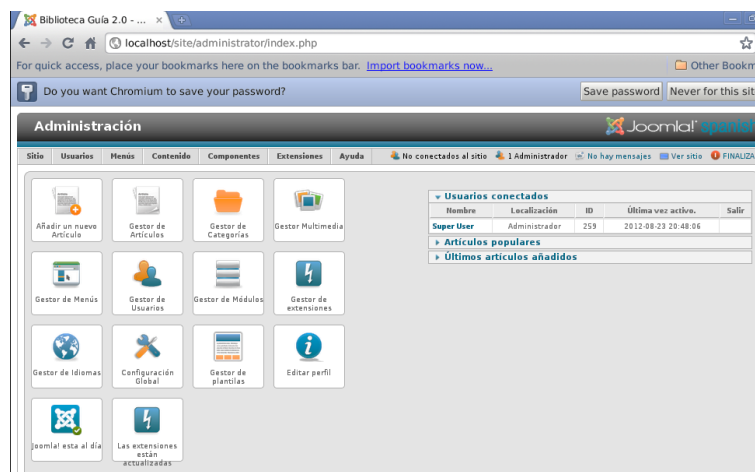 Biblioteca Guía 2.0 - ...
localhost/site/administrator/index.php
For quick access, place your bookmarks here on the bookmarks bar. Import bookmarks now...
Other Bookm
Do you want Chromium to save your password?
Save password
Never for this sit
Administración
Joomla! spanish
Sitio Usuarios Menús Contenido Componentes Extensiones Ayuda
No conectados al sitio 1 Administrador No hay mensajes Ver sitio FINALIZA
Añadir un nuevo
Artículo
Gestor de
Artículos
Gestor de
Categorías
Gestor Multimedia
Gestor de Menús
Gestor de
Usuarios
Gestor de Módulos
Gestor de
extensiones
Gestor de Idiomas
Configuración
Global
Gestor de
plantilas
Editar perfil
Joomla! esta al día
Las extensiones
están
actualizadas
Usuarios conectados
Nombre Localización ID Última vez activo. Salir
Super User Administrador 259 2012-08-23 20:48:06
Artículos populares
Últimos artículos añadidos